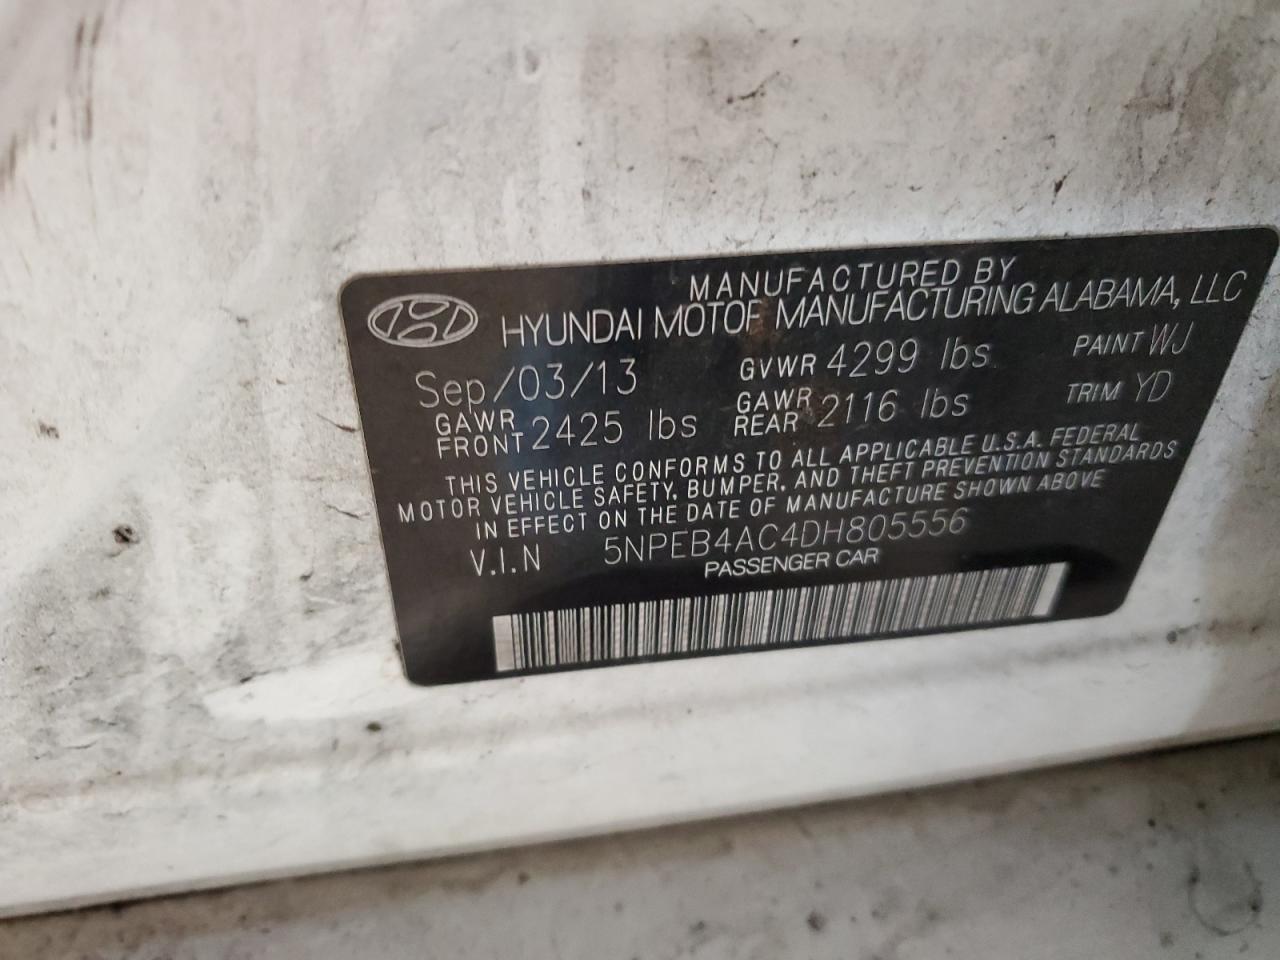 MANUFACTURED BY
HYUNDAI MOTOR MANUFACTURING ALABAMA, LLC
Sep/03/13 GVWR 4299 lbs PAINT WJ
GAWR FRONT 2425 lbs GAWR REAR 2116 lbs TRIM YD
THIS VEHICLE CONFORMS TO ALL APPLICABLE U.S.A. FEDERAL
MOTOR VEHICLE SAFETY, BUMPER, AND THEFT PREVENTION STANDARDS
IN EFFECT ON THE DATE OF MANUFACTURE SHOWN ABOVE
V.I.N 5NPEB4AC4DH805556
PASSENGER CAR